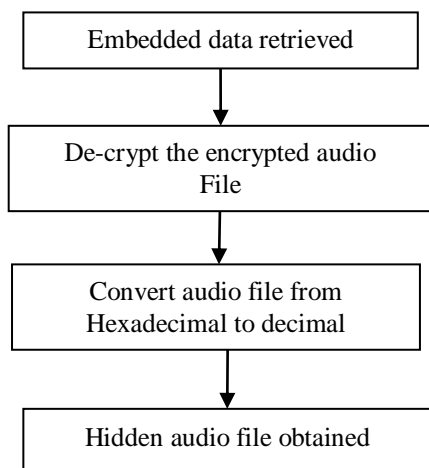 Embedded data retrieved
De-crypt the encrypted audio
File
Convert audio file from
Hexadecimal to decimal
Hidden audio file obtained